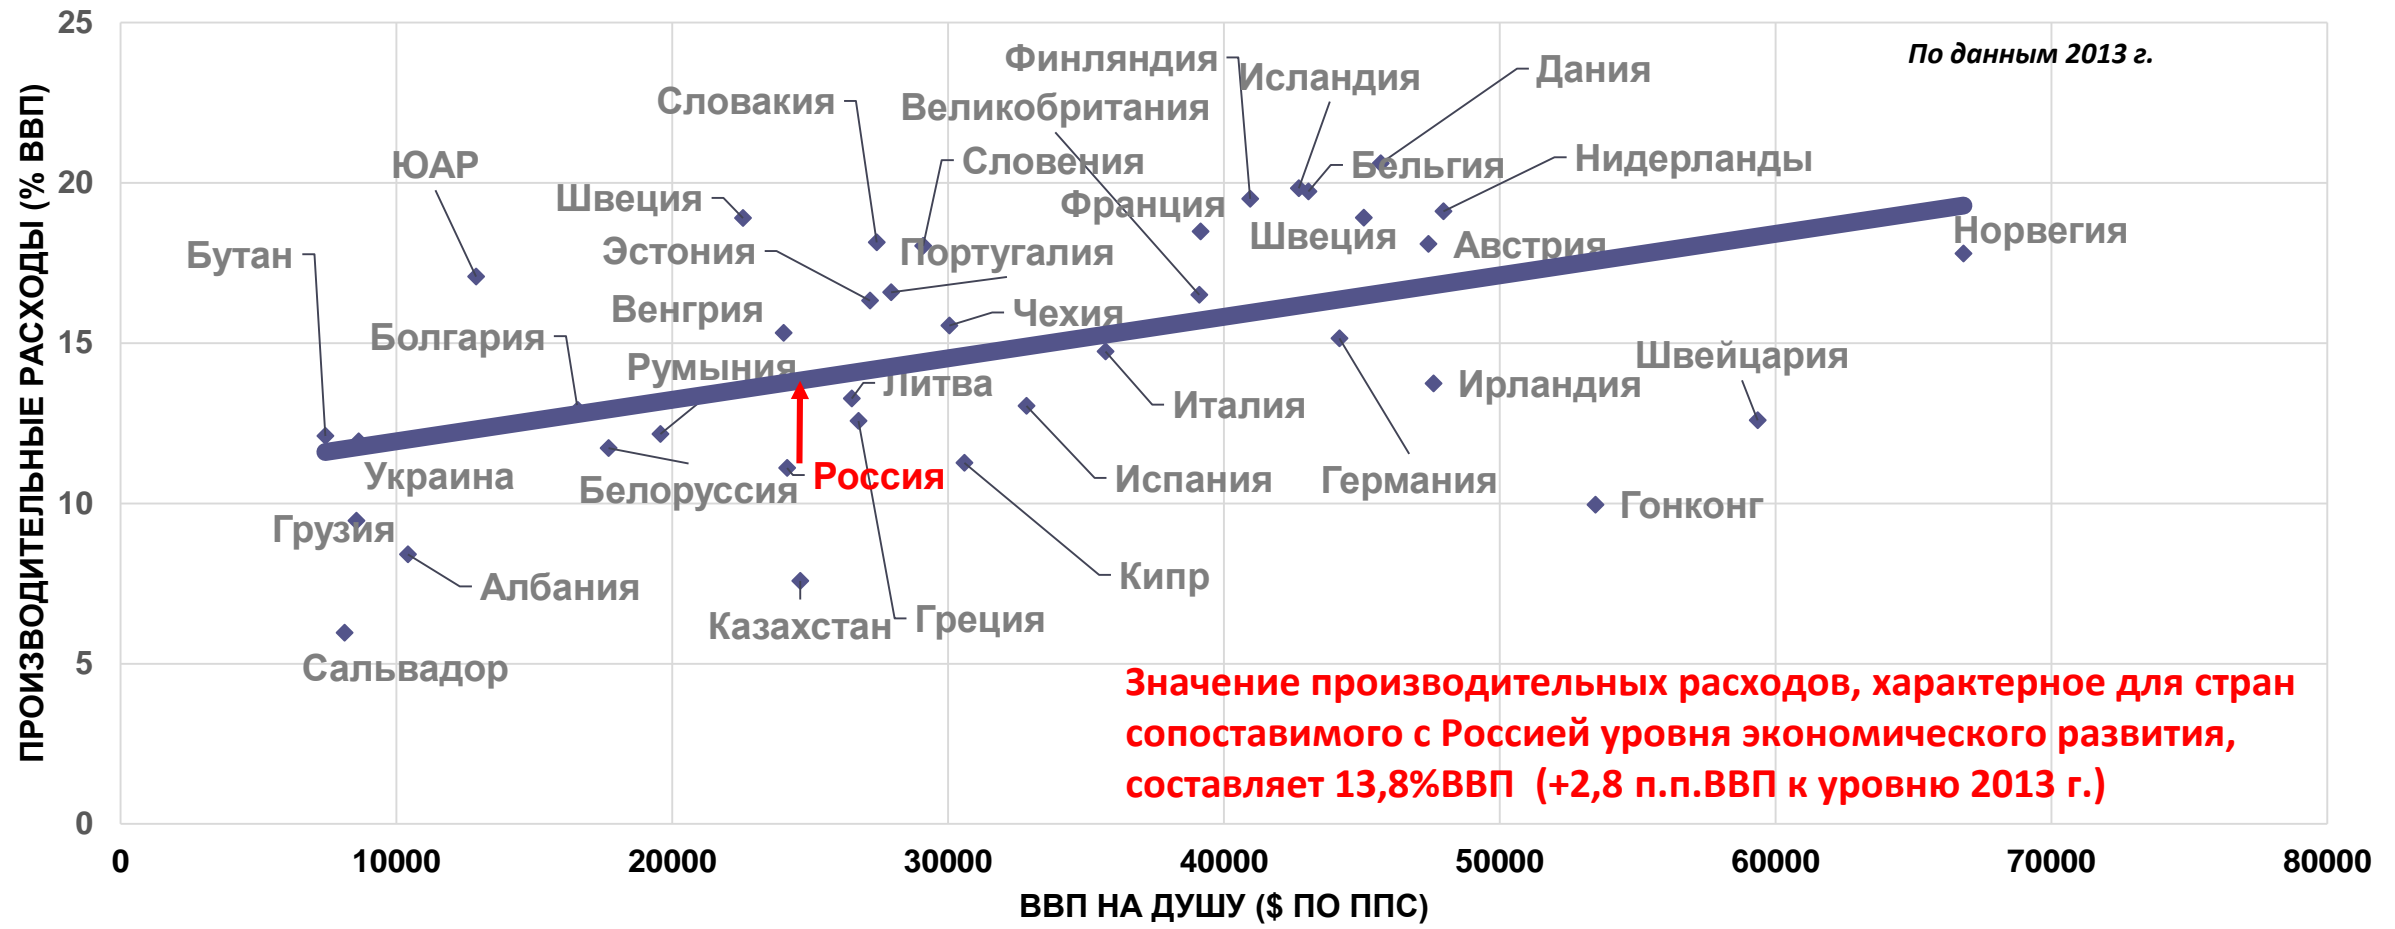 ПРОИЗВОДИТЕЛЬНЫЕ РАСХОДЫ (% ВВП)
25
20
15
10
5
0
По данным 2013 г.
Финляндия
Исландия
Дания
Словакия
Великобритания
ЮАР
Словения
Бельгия
Нидерланды
Швеция
Франция
Бутан
Эстония
Португалия
Швеция
Австрия
Норвегия
Венгрия
Чехия
Болгария
Румыния
Литва
Швейцария
Италия
Ирландия
Украина
Белоруссия
Россия
Испания
Германия
Гонконг
Грузия
Албания
Кипр
Казахстан
Греция
Сальвадор
Значение производительных расходов, характерное для стран
сопоставимого с Россией уровня экономического развития,
составляет 13,8%ВВП (+2,8 п.п.ВВП к уровню 2013 г.)
0 10000 20000 30000 40000 50000 60000 70000 80000
ВВП НА ДУШУ ($ ПО ППС)